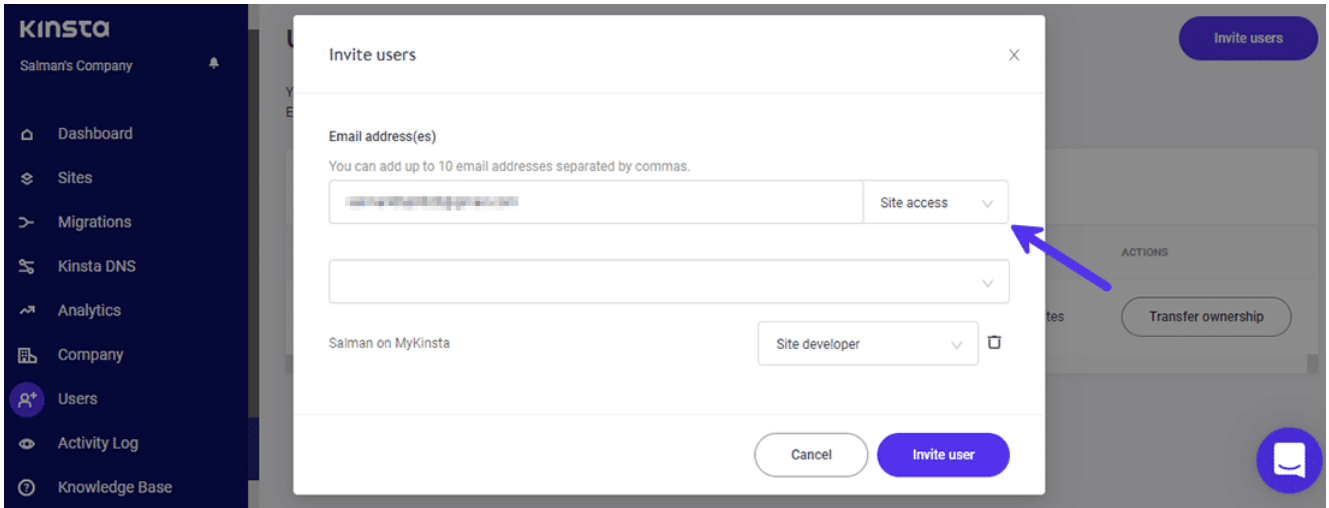 KINSTA
Salman's Company
Dashboard
Sites
Migrations
Kinsta DNS
Analytics
Company
Users
Activity Log
Knowledge Base
Invite users
Invite users
Email address(es)
You can add up to 10 email addresses separated by commas.
Site access
ACTIONS
Transfer ownership
Salman on MyKinsta
Site developer
Cancel
Invite user